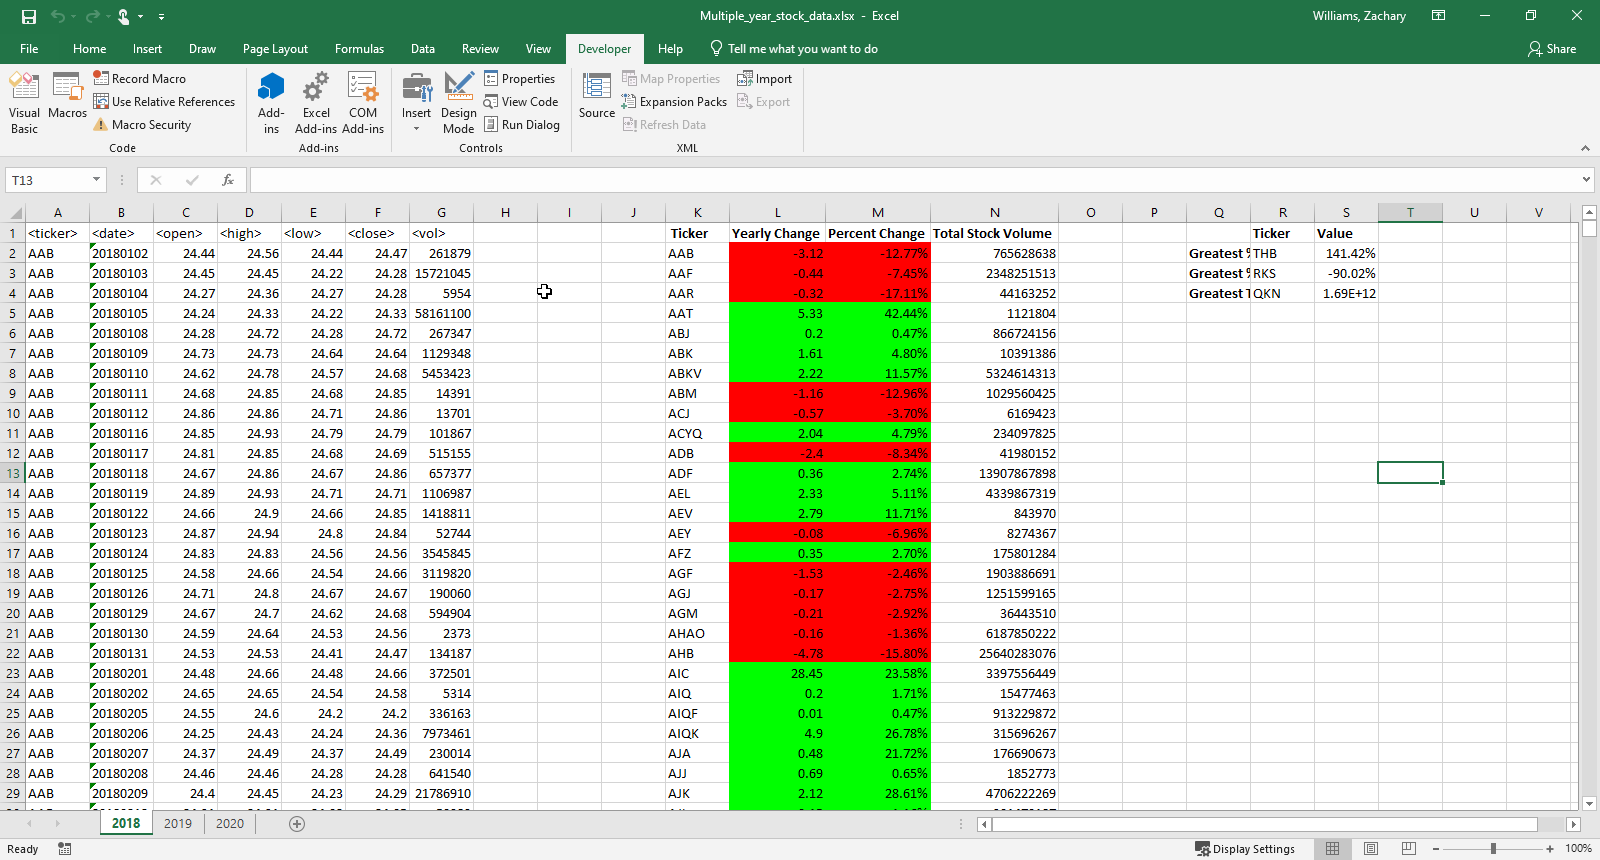 Multiple_year_stock_data.xlsx - Excel
Williams, Zachary
File Home Insert Draw Page Layout Formulas Data Review View Developer Help Tell me what you want to do Share
Visual Basic
Macros
Record Macro
Use Relative References
Macro Security
Code
Add-ins
Excel Add-ins
COM Add-ins
Add-ins
Insert
Design Mode
Properties
View Code
Run Dialog
Controls
Source
Map Properties
Expansion Packs
Refresh Data
Import
Export
XML
T13 fx
A B C D E F G H I J K L M N O P Q R S T U V
1 <ticker> <date> <open> <high> <low> <close> <vol> Ticker Yearly Change Percent Change Total Stock Volume Ticker Value
2 AAB 20180102 24.44 24.56 24.44 24.47 261879 AAB -3.12 -12.77% 765628638 Greatest % THB 141.42%
3 AAB 20180103 24.45 24.45 24.22 24.28 15721045 AAF -0.44 -7.45% 2348251513 Greatest % RKS -90.02%
4 AAB 20180104 24.27 24.36 24.27 24.28 5954 AAR -0.32 -17.11% 44163252 Greatest T QKN 1.69E+12
5 AAB 20180105 24.24 24.33 24.22 24.33 58161100 AAT 5.33 42.44% 1121804
6 AAB 20180108 24.28 24.72 24.28 24.72 267347 ABJ 0.2 0.47% 866724156
7 AAB 20180109 24.73 24.73 24.64 24.64 1129348 ABK 1.61 4.80% 10391386
8 AAB 20180110 24.62 24.78 24.57 24.68 5453423 ABKV 2.22 11.57% 5324614313
9 AAB 20180111 24.68 24.85 24.68 24.85 14391 ABM -1.16 -12.96% 1029560425
10 AAB 20180112 24.86 24.86 24.71 24.86 13701 ACJ -0.57 -3.70% 6169423
11 AAB 20180116 24.85 24.93 24.79 24.79 101867 ACYQ 2.04 4.79% 234097825
12 AAB 20180117 24.81 24.85 24.68 24.69 515155 ADB -2.4 -8.34% 41980152
13 AAB 20180118 24.67 24.86 24.67 24.86 657377 ADF 0.36 2.74% 13907867898
14 AAB 20180119 24.89 24.93 24.71 24.71 1106987 AEL 2.33 5.11% 4339867319
15 AAB 20180122 24.66 24.9 24.66 24.85 1418811 AEV 2.79 11.71% 843970
16 AAB 20180123 24.87 24.94 24.8 24.84 52744 AEY -0.08 -6.96% 8274367
17 AAB 20180124 24.83 24.83 24.56 24.56 3545845 AFZ 0.35 2.70% 175801284
18 AAB 20180125 24.58 24.66 24.54 24.66 3119820 AGF -1.53 -2.46% 1903886691
19 AAB 20180126 24.71 24.8 24.67 24.67 190060 AGJ -0.17 -2.75% 1251599165
20 AAB 20180129 24.67 24.7 24.62 24.68 594904 AGM -0.21 -2.92% 36443510
21 AAB 20180130 24.59 24.64 24.53 24.56 2373 AHAO -0.16 -1.36% 6187850222
22 AAB 20180131 24.53 24.53 24.41 24.47 134187 AHB -4.78 -15.80% 25640283076
23 AAB 20180201 24.48 24.66 24.48 24.66 372501 AIC 28.45 23.58% 3397556449
24 AAB 20180202 24.65 24.65 24.54 24.58 5314 AIQ 0.2 1.71% 15477463
25 AAB 20180205 24.55 24.6 24.2 24.2 336163 AIQF 0.01 0.47% 913229872
26 AAB 20180206 24.25 24.43 24.24 24.36 7973461 AIQK 4.9 26.78% 315696267
27 AAB 20180207 24.37 24.49 24.37 24.49 230014 AJA 0.48 21.72% 176690673
28 AAB 20180208 24.46 24.46 24.28 24.28 641540 AJJ 0.69 0.65% 1852773
29 AAB 20180209 24.4 24.45 24.23 24.29 21786910 AJK 2.12 28.61% 4706222269
2018 2019 2020
Ready Display Settings 100%